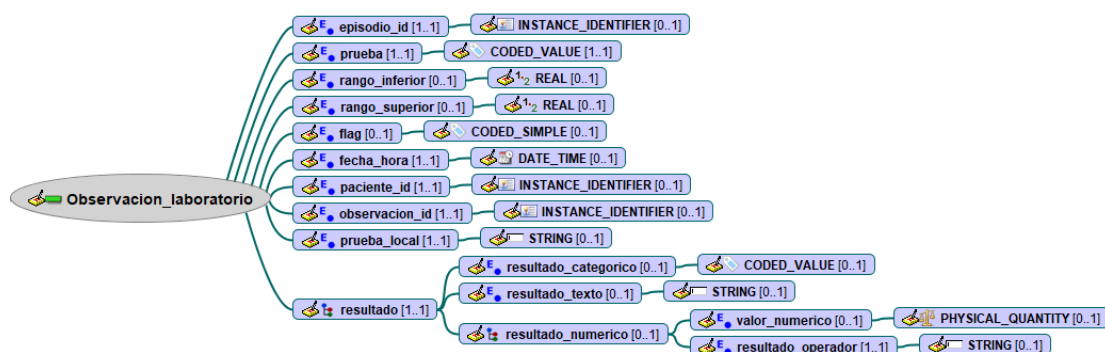 episodio_id [1..1] INSTANCE_IDENTIFIER [0..1]
prueba [1..1] CODED_VALUE [1..1]
rango_inferior [0..1] REAL [0..1]
rango_superior [0..1] REAL [0..1]
flag [0..1] CODED_SIMPLE [0..1]
fecha_hora [1..1] DATE_TIME [0..1]
paciente_id [1..1] INSTANCE_IDENTIFIER [0..1]
Observacion_laboratorio
observacion_id [1..1] INSTANCE_IDENTIFIER [0..1]
prueba_local [1..1] STRING [0..1]
resultado_categorico [0..1] CODED_VALUE [0..1]
resultado_texto [0..1] STRING [0..1]
resultado [1..1]
valor_numerico [0..1] PHYSICAL_QUANTITY [0..1]
resultado_numerico [0..1]
resultado_operador [1..1] STRING [0..1]